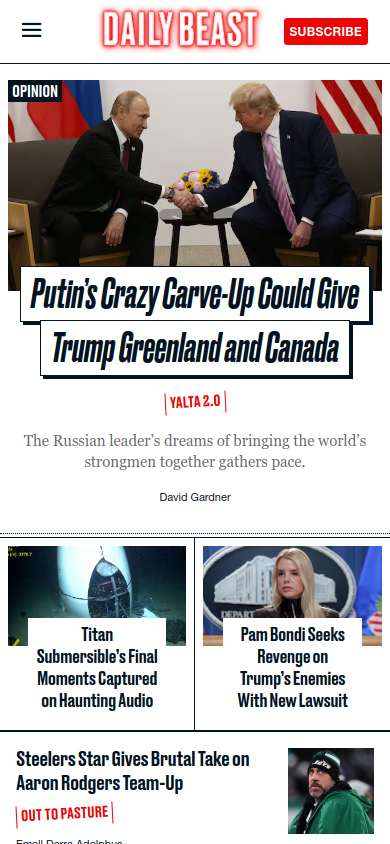 DAILY BEAST
SUBSCRIBE
OPINION
Putin's Crazy Carve-Up Could Give
Trump Greenland and Canada
YALTA 2.0
The Russian leader's dreams of bringing the world's
strongmen together gathers pace.
David Gardner
Titan
Submersible's Final
Moments Captured
on Haunting Audio
DEPART
Pam Bondi Seeks
Revenge on
Trump's Enemies
With New Lawsuit
Steelers Star Gives Brutal Take on
Aaron Rodgers Team-Up
OUT TO PASTURE